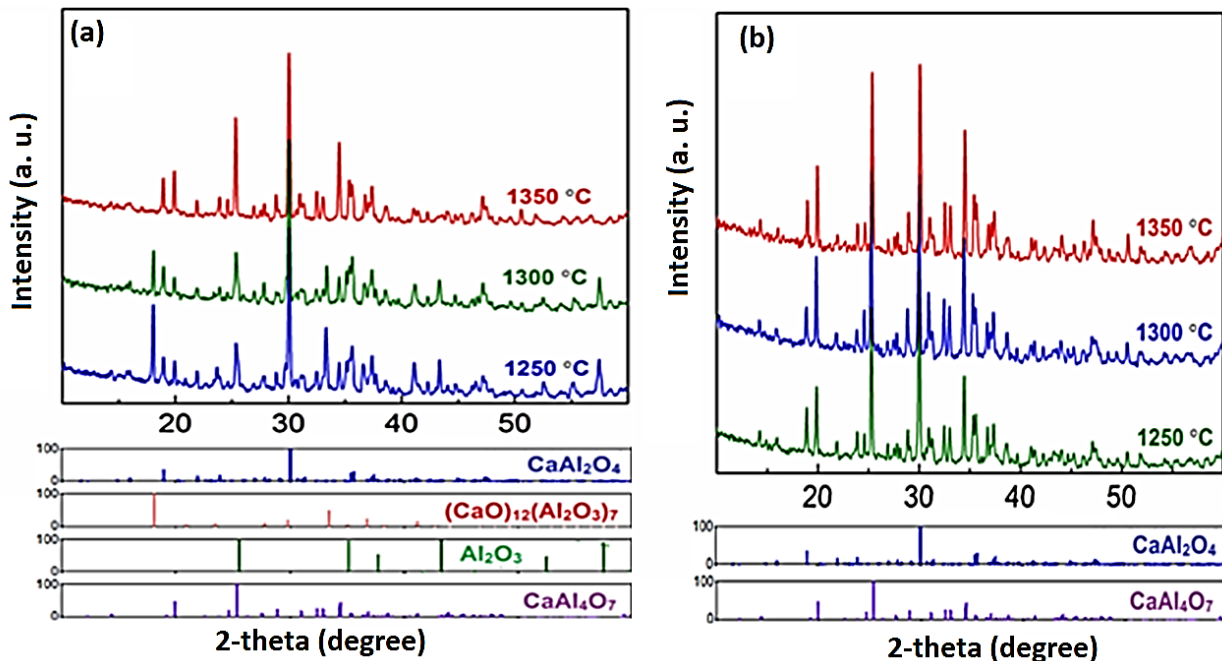 (a)
Intensity (a. u.)
1350 °C
1300 °C
1250 °C
20 30 40 50
100
0
CaAl₂O₄
100
0
(CaO)₁₂(Al₂O₃)₇
100
0
Al₂O₃
100
0
CaAl₄O₇
2-theta (degree)
(b)
Intensity (a. u.)
1350 °C
1300 °C
1250 °C
20 30 40 50
100
0
CaAl₂O₄
100
0
CaAl₄O₇
2-theta (degree)